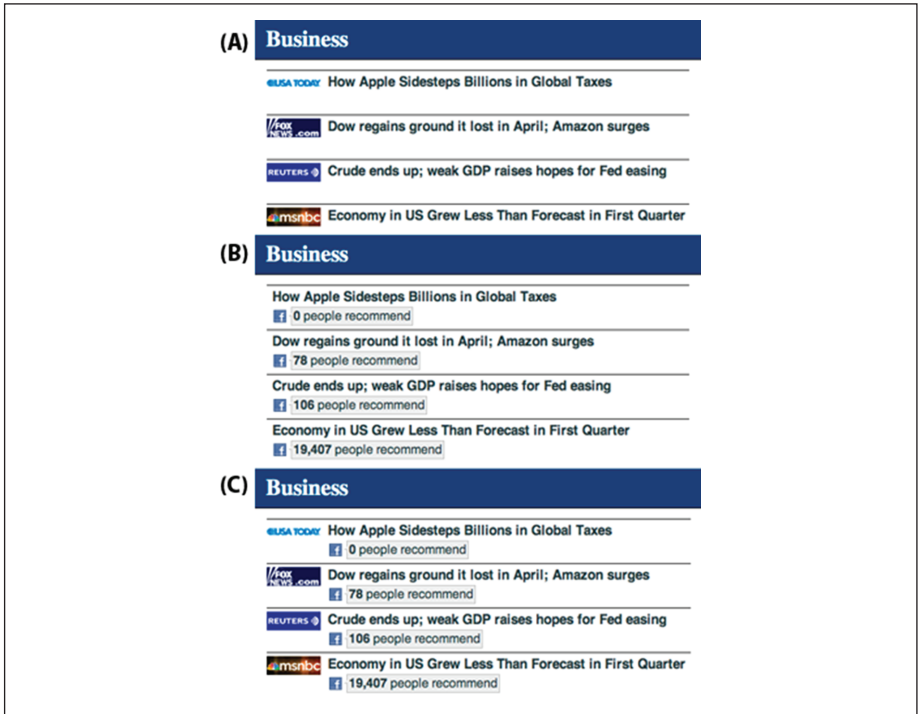 (A) Business
USA TODAY How Apple Sidesteps Billions in Global Taxes
FOX NEWS.com Dow regains ground it lost in April; Amazon surges
REUTERS Crude ends up; weak GDP raises hopes for Fed easing
msnbc Economy in US Grew Less Than Forecast in First Quarter
(B) Business
How Apple Sidesteps Billions in Global Taxes
f 0 people recommend
Dow regains ground it lost in April; Amazon surges
f 78 people recommend
Crude ends up; weak GDP raises hopes for Fed easing
f 106 people recommend
Economy in US Grew Less Than Forecast in First Quarter
f 19,407 people recommend
(C) Business
USA TODAY How Apple Sidesteps Billions in Global Taxes
f 0 people recommend
FOX NEWS.com Dow regains ground it lost in April; Amazon surges
f 78 people recommend
REUTERS Crude ends up; weak GDP raises hopes for Fed easing
f 106 people recommend
msnbc Economy in US Grew Less Than Forecast in First Quarter
f 19,407 people recommend